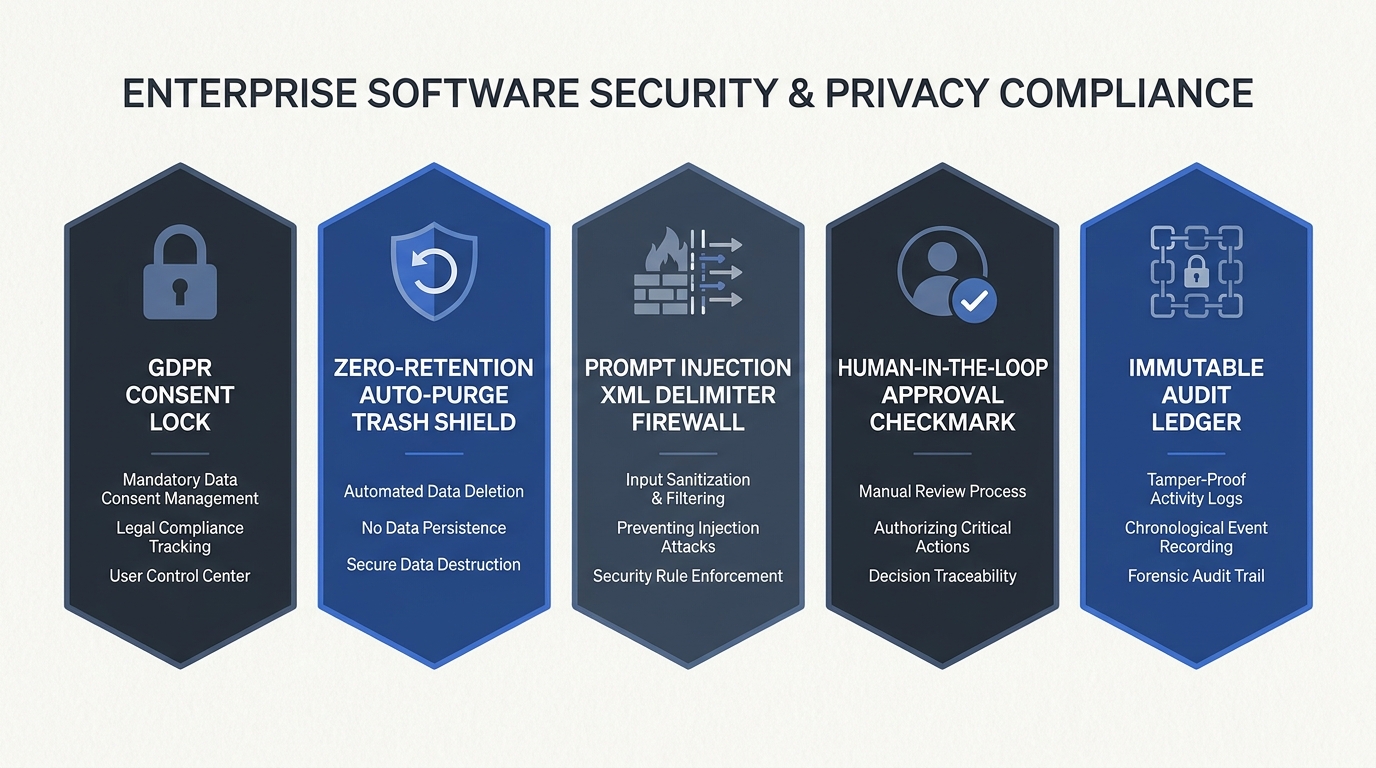 ENTERPRISE SOFTWARE SECURITY & PRIVACY COMPLIANCE
GDPR
CONSENT
LOCK
Mandatory Data
Consent Management
Legal Compliance
Tracking
User Control Center
ZERO-RETENTION
AUTO-PURGE
TRASH SHIELD
Automated Data Deletion
No Data Persistence
Secure Data Destruction
PROMPT INJECTION
XML DELIMITER
FIREWALL
Input Sanitization
& Filtering
Preventing Injection
Attacks
Security Rule Enforcement
HUMAN-IN-THE-LOOP
APPROVAL
CHECKMARK
Manual Review Process
Authorizing Critical
Actions
Decision Traceability
IMMUTABLE
AUDIT
LEDGER
Tamper-Proof
Activity Logs
Chronological Event
Recording
Forensic Audit Trail